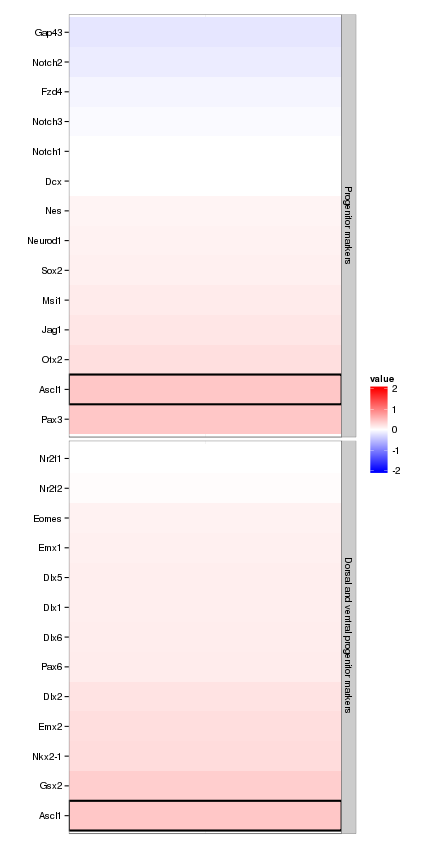 Gap43
Notch2
Fzd4
Notch3
Notch1
Dcx
Nes
Neurod1
Sox2
Msi1
Jag1
Otx2
Ascl1
Pax3
Progenitor markers
Nr2f1
Nr2f2
Eomes
Emx1
Dlx5
Dlx1
Dlx6
Pax6
Dlx2
Emx2
Nkx2-1
Gsx2
Ascl1
Dorsal and ventral progenitor markers
value
2
1
0
-1
-2